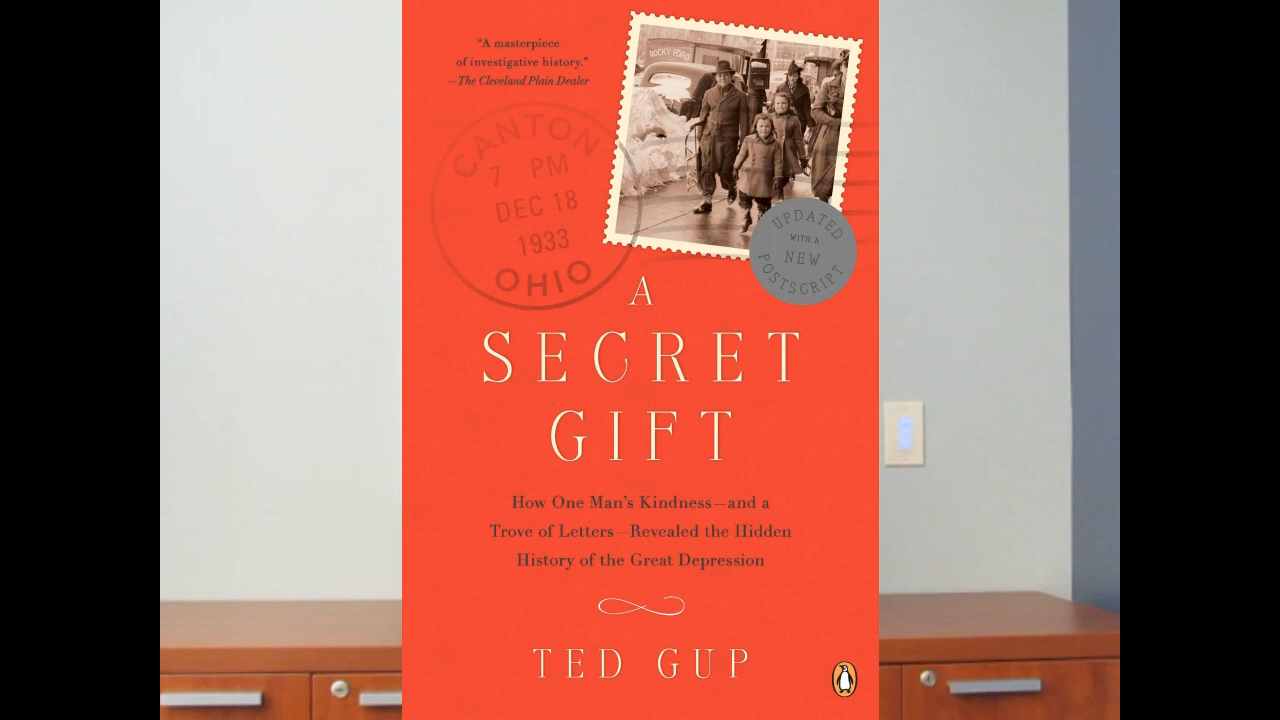 "A masterpiece
of investigative history."
—The Cleveland Plain Dealer
ROCKY FORD
CANTON
7 PM
DEC 18
1933
OHIO
UPDATED
WITH A
NEW
POSTSCRIPT
A
SECRET
GIFT
How One Man's Kindness—and a
Trove of Letters—Revealed the Hidden
History of the Great Depression
TED GUP